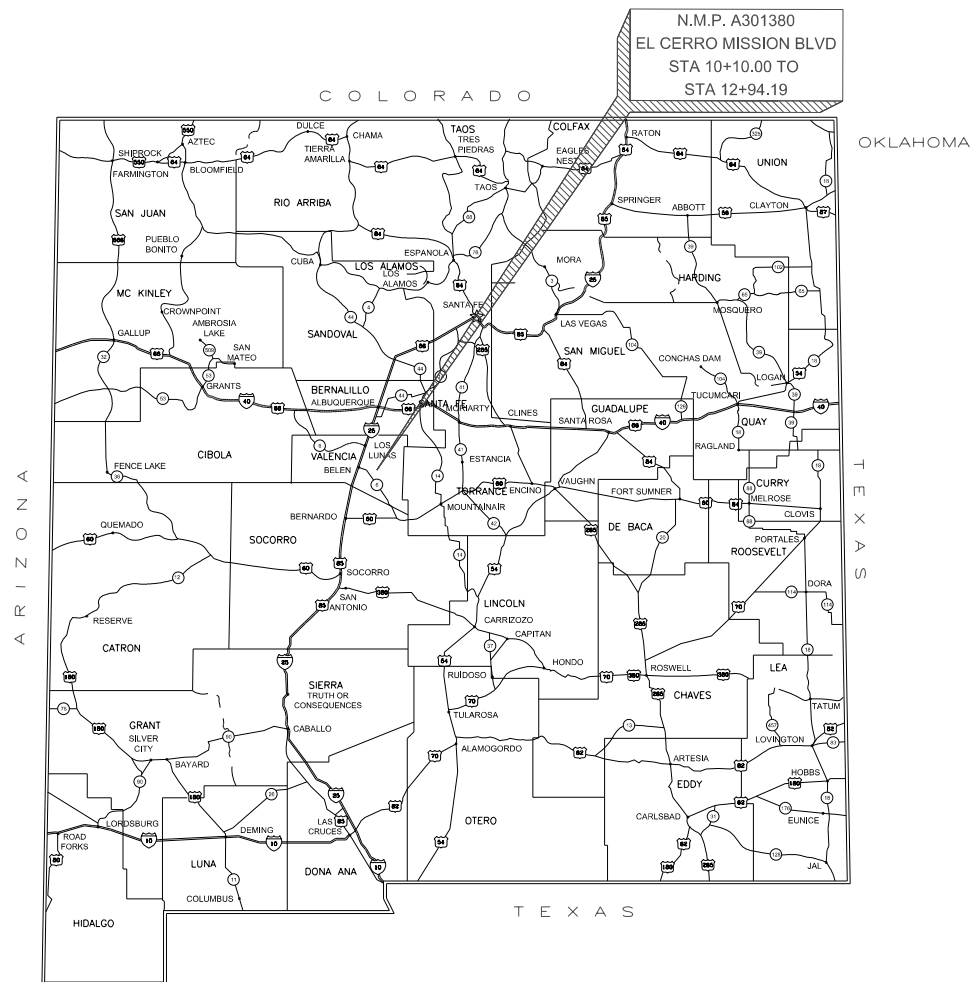 N.M.P. A301380
EL CERRO MISSION BLVD
STA 10+10.00 TO
STA 12+94.19
COLORADO
OKLAHOMA
TAOS
COLFAX
DULCE
CHAMA
TRES
PIEDRAS
RATON
AZTEC
SHIPROCK
TIERRA
AMARILLA
EAGLES
NEST
UNION
FARMINGTON
BLOOMFIELD
TAOS
SPRINGER
ABBOTT
CLAYTON
SAN JUAN
RIO ARRIBA
PUEBLO
BONITO
ESPANOLA
CUBA
LOS ALAMOS
LOS
ALAMOS
MORA
HARDING
MC KINLEY
SANTA FE
MOSQUERO
CROWNPOINT
AMBROSIA
LAKE
SANDOVAL
LAS VEGAS
GALLUP
SAN
MATEO
SAN MIGUEL
CONCHAS DAM
LOGAN
GRANTS
BERNALILLO
ALBUQUERQUE
SANTA FE
MORIARTY
CLINES
GUADALUPE
SANTA ROSA
TUCUMCARI
QUAY
RAGLAND
CIBOLA
VALENCIA
LOS
LUNAS
BELEN
ESTANCIA
FENCE LAKE
TORRANCE
ENCINO
VAUGHN
FORT SUMNER
CURRY
MELROSE
CLOVIS
MOUNTAINAIR
BERNARDO
DE BACA
QUEMADO
SOCORRO
PORTALES
ROOSEVELT
ARIZONA
TEXAS
SOCORRO
SAN
ANTONIO
DORA
LINCOLN
RESERVE
CARRIZOZO
CAPITAN
CATRON
HONDO
ROSWELL
LEA
RUIDOSO
SIERRA
TRUTH OR
CONSEQUENCES
CHAVES
TATUM
GRANT
SILVER
CITY
CABALLO
TULAROSA
LOVINGTON
ALAMOGORDO
BAYARD
ARTESIA
EDDY
HOBBS
LORDSBURG
LAS
CRUCES
OTERO
CARLSBAD
EUNICE
ROAD
FORKS
DEMING
LUNA
DONA ANA
JAL
COLUMBUS
TEXAS
HIDALGO